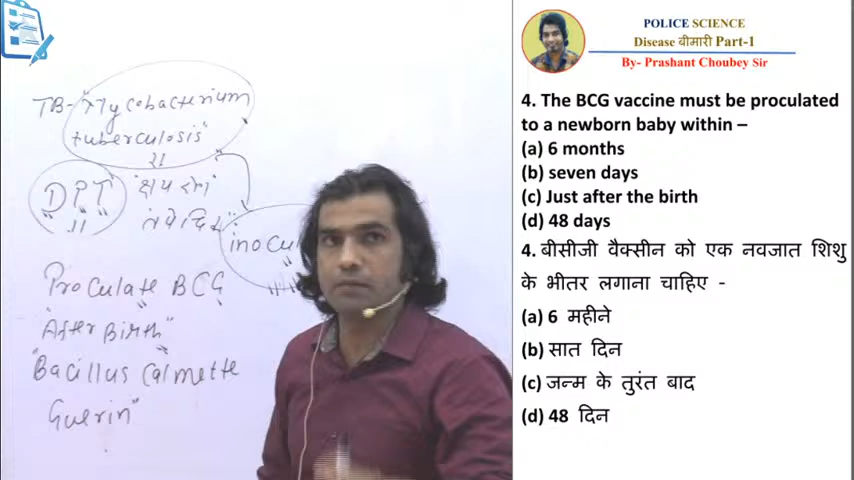 TB- "Mycobacterium
tuberculosis"
DPT
"क्षय रोग"
inocul
Proculate BCG
"After Birth"
"Bacillus Calmette
Guerin"
POLICE SCIENCE
Disease बीमारी Part-1
By- Prashant Choubey Sir
4. The BCG vaccine must be proculated
to a newborn baby within –
(a) 6 months
(b) seven days
(c) Just after the birth
(d) 48 days
4. बीसीजी वैक्सीन को एक नवजात शिशु
के भीतर लगाना चाहिए -
(a) 6 महीने
(b) सात दिन
(c) जन्म के तुरंत बाद
(d) 48 दिन